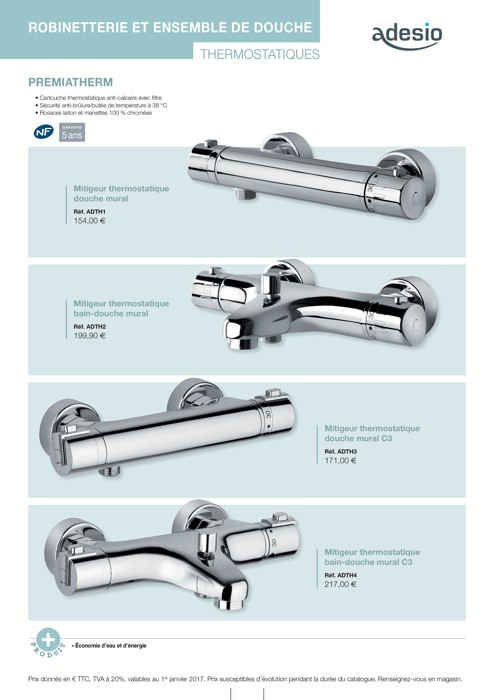 ROBINETTERIE ET ENSEMBLE DE DOUCHE
adesio
THERMOSTATIQUES
PREMIATHERM
• Cartouche thermostatique anti-calcaire avec filtre
• Sécurité anti-brûlure/butée de température à 38 °C
• Rosaces laiton et manettes 100 % chromées
NF
GARANTIE
5 ans
Mitigeur thermostatique
douche mural
Réf. ADTH1
154,00 €
Mitigeur thermostatique
bain-douche mural
Réf. ADTH2
199,90 €
Mitigeur thermostatique
douche mural C3
Réf. ADTH3
171,00 €
Mitigeur thermostatique
bain-douche mural C3
Réf. ADTH4
217,00 €
PRODUIT
• Économie d'eau et d'énergie
Prix donnés en € TTC, TVA à 20%, valables au 1er janvier 2017. Prix susceptibles d'évolution pendant la durée du catalogue. Renseignez-vous en magasin.